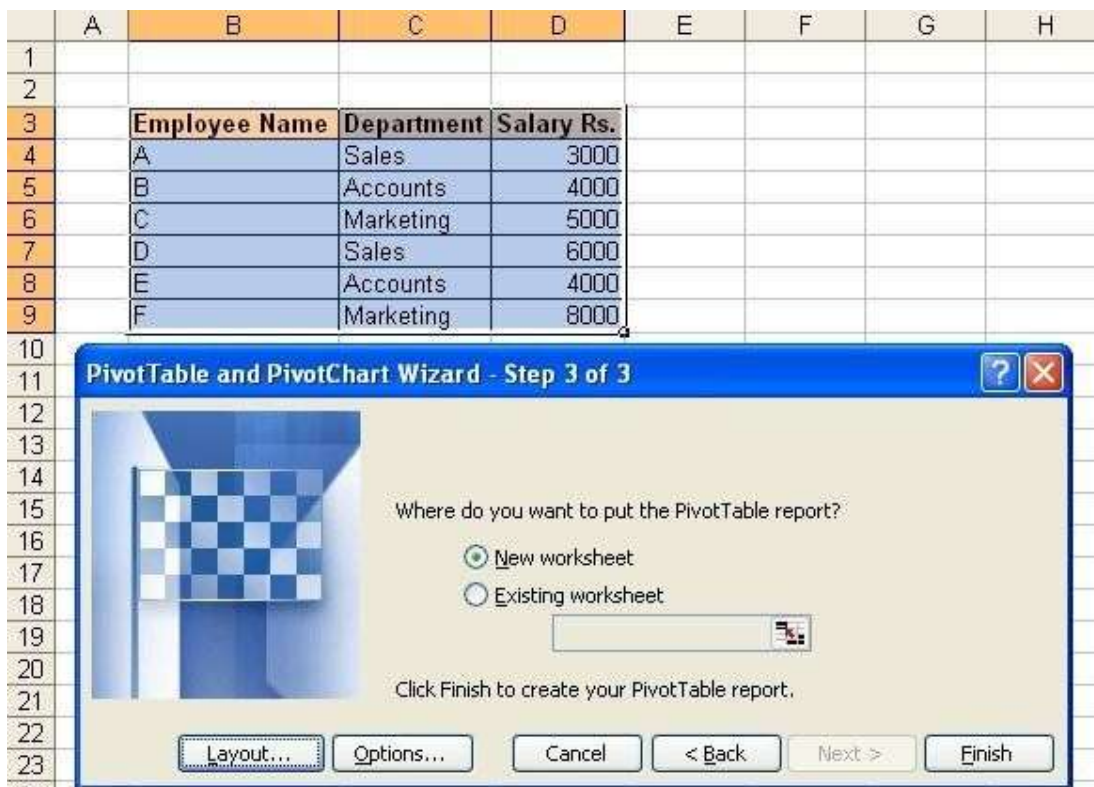 A B C D E F G H
1
2
3 Employee Name Department Salary Rs.
4 A Sales 3000
5 B Accounts 4000
6 C Marketing 5000
7 D Sales 6000
8 E Accounts 4000
9 F Marketing 8000
10
11 PivotTable and PivotChart Wizard - Step 3 of 3 ?
12
13
14
15 Where do you want to put the PivotTable report?
16 New worksheet
17
18 Existing worksheet
19
20
21 Click Finish to create your PivotTable report.
22
23 Layout... Options... Cancel < Back Next > Finish